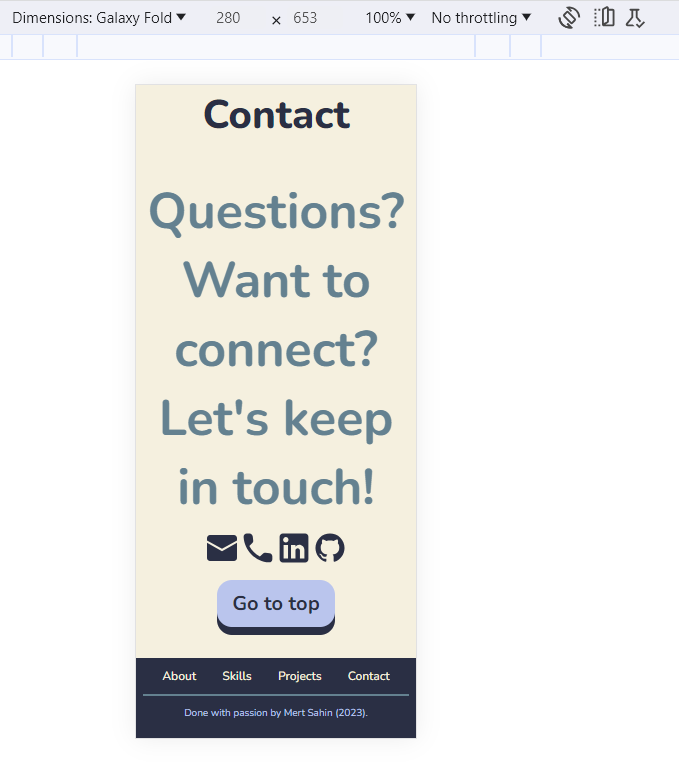 Dimensions: Galaxy Fold 280 × 653 100% No throttling
Contact
Questions?
Want to
connect?
Let's keep
in touch!
in
Go to top
About Skills Projects Contact
Done with passion by Mert Sahin (2023).